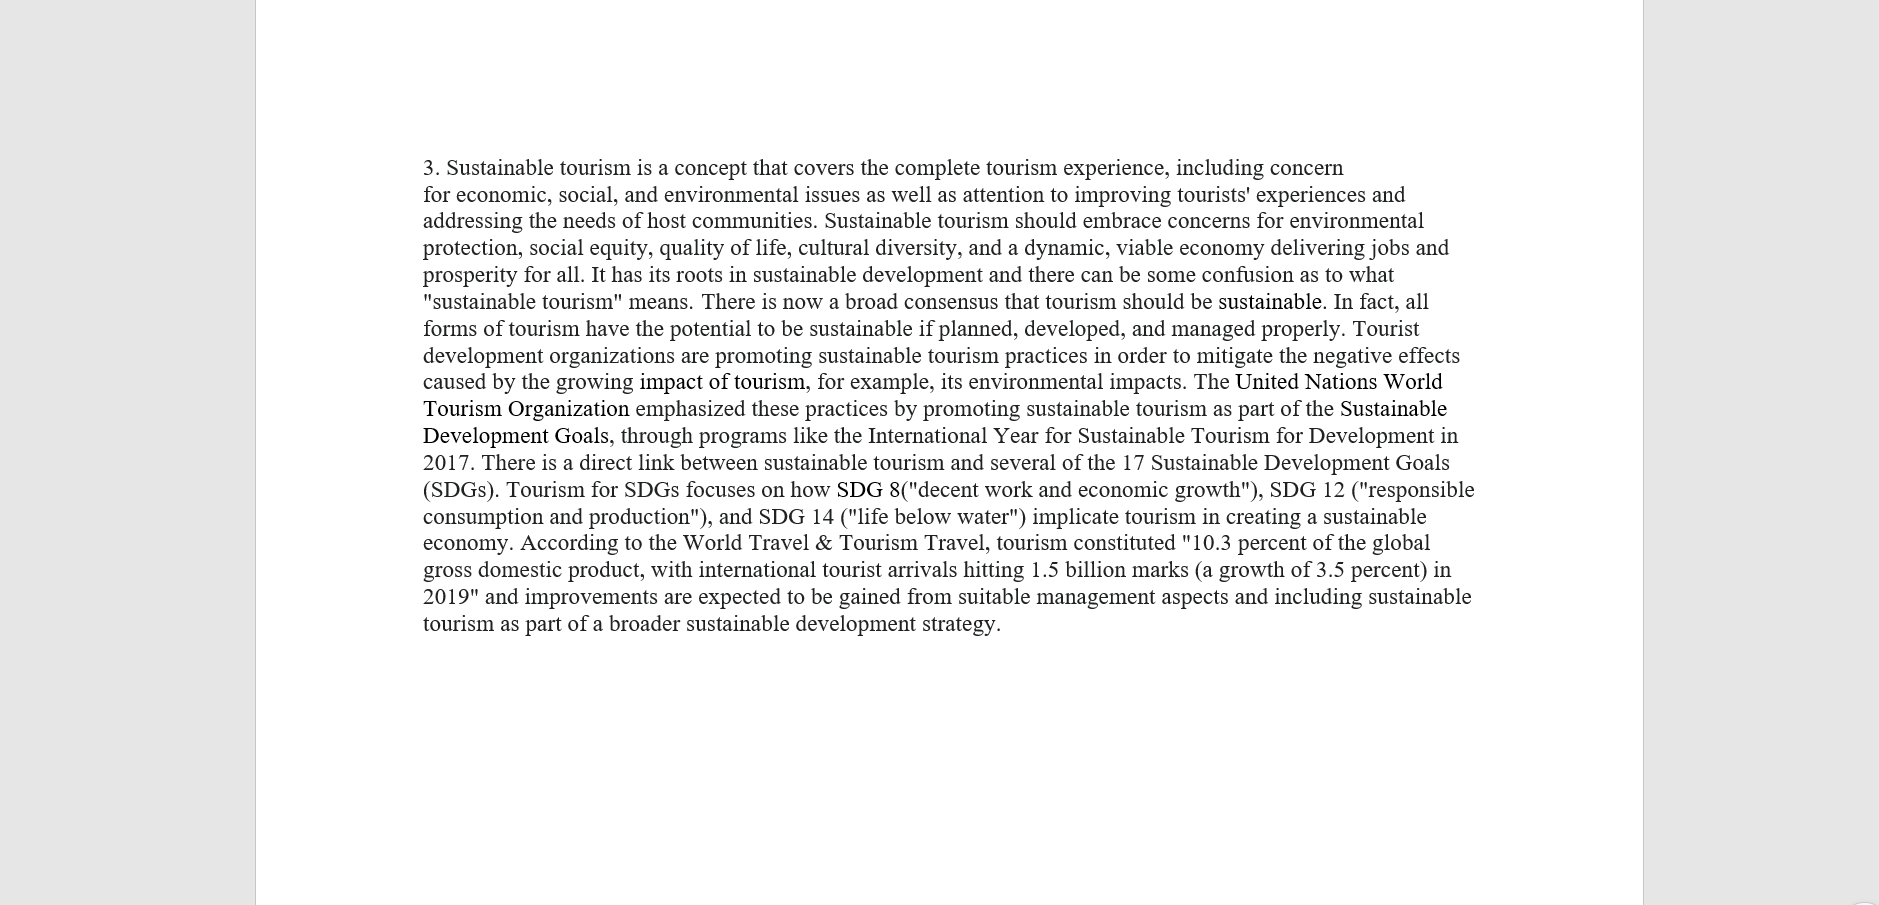 3. Sustainable tourism is a concept that covers the complete tourism experience, including concern
for economic, social, and environmental issues as well as attention to improving tourists' experiences and
addressing the needs of host communities. Sustainable tourism should embrace concerns for environmental
protection, social equity, quality of life, cultural diversity, and a dynamic, viable economy delivering jobs and
prosperity for all. It has its roots in sustainable development and there can be some confusion as to what
"sustainable tourism" means. There is now a broad consensus that tourism should be sustainable. In fact, all
forms of tourism have the potential to be sustainable if planned, developed, and managed properly. Tourist
development organizations are promoting sustainable tourism practices in order to mitigate the negative effects
caused by the growing impact of tourism, for example, its environmental impacts. The United Nations World
Tourism Organization emphasized these practices by promoting sustainable tourism as part of the Sustainable
Development Goals, through programs like the International Year for Sustainable Tourism for Development in
2017. There is a direct link between sustainable tourism and several of the 17 Sustainable Development Goals
(SDGs). Tourism for SDGs focuses on how SDG 8("decent work and economic growth"), SDG 12 ("responsible
consumption and production"), and SDG 14 ("life below water") implicate tourism in creating a sustainable
economy. According to the World Travel & Tourism Travel, tourism constituted "10.3 percent of the global
gross domestic product, with international tourist arrivals hitting 1.5 billion marks (a growth of 3.5 percent) in
2019" and improvements are expected to be gained from suitable management aspects and including sustainable
tourism as part of a broader sustainable development strategy.